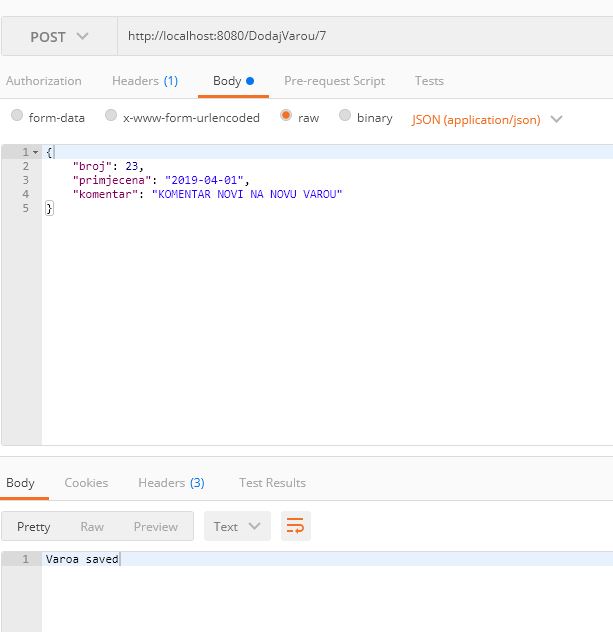 POST http://localhost:8080/DodajVarou/7
Authorization Headers (1) Body Pre-request Script Tests
form-data x-www-form-urlencoded raw binary JSON (application/json)
1 {
2 "broj": 23,
3 "primjecena": "2019-04-01",
4 "komentar": "KOMENTAR NOVI NA NOVU VAROU"
5 }
Body Cookies Headers (3) Test Results
Pretty Raw Preview Text
1 Varoa saved